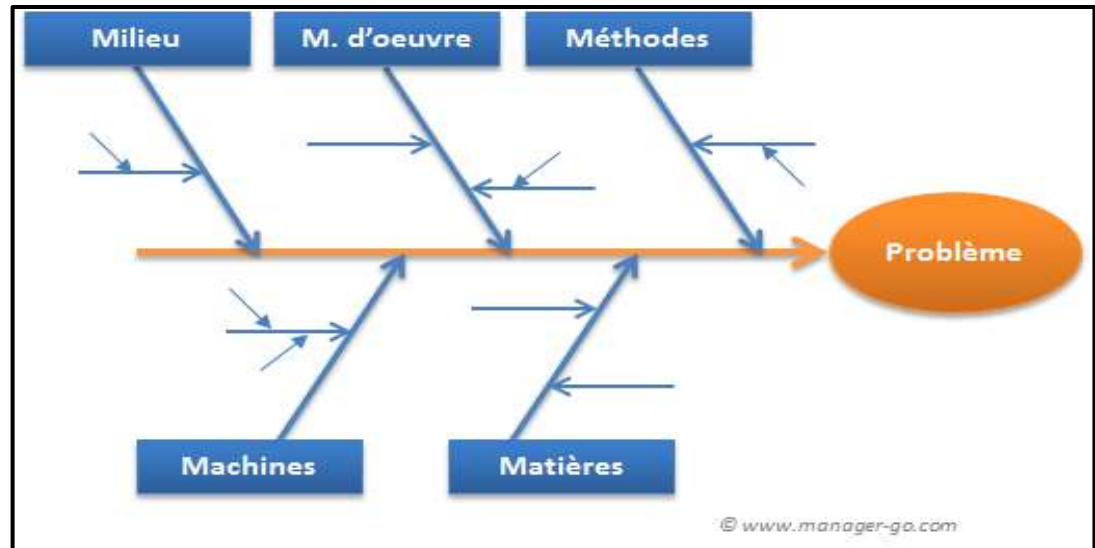 Milieu
M. d'oeuvre
Méthodes
Problème
Machines
Matières
© www.manager-go.com